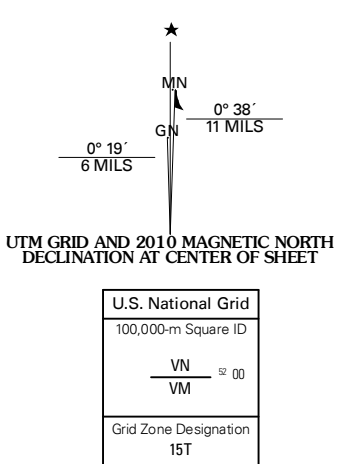 MN
0° 38´
11 MILS
GN
0° 19´
6 MILS
UTM GRID AND 2010 MAGNETIC NORTH
DECLINATION AT CENTER OF SHEET
U.S. National Grid
100,000-m Square ID
VN
52 00
VM
Grid Zone Designation
15T